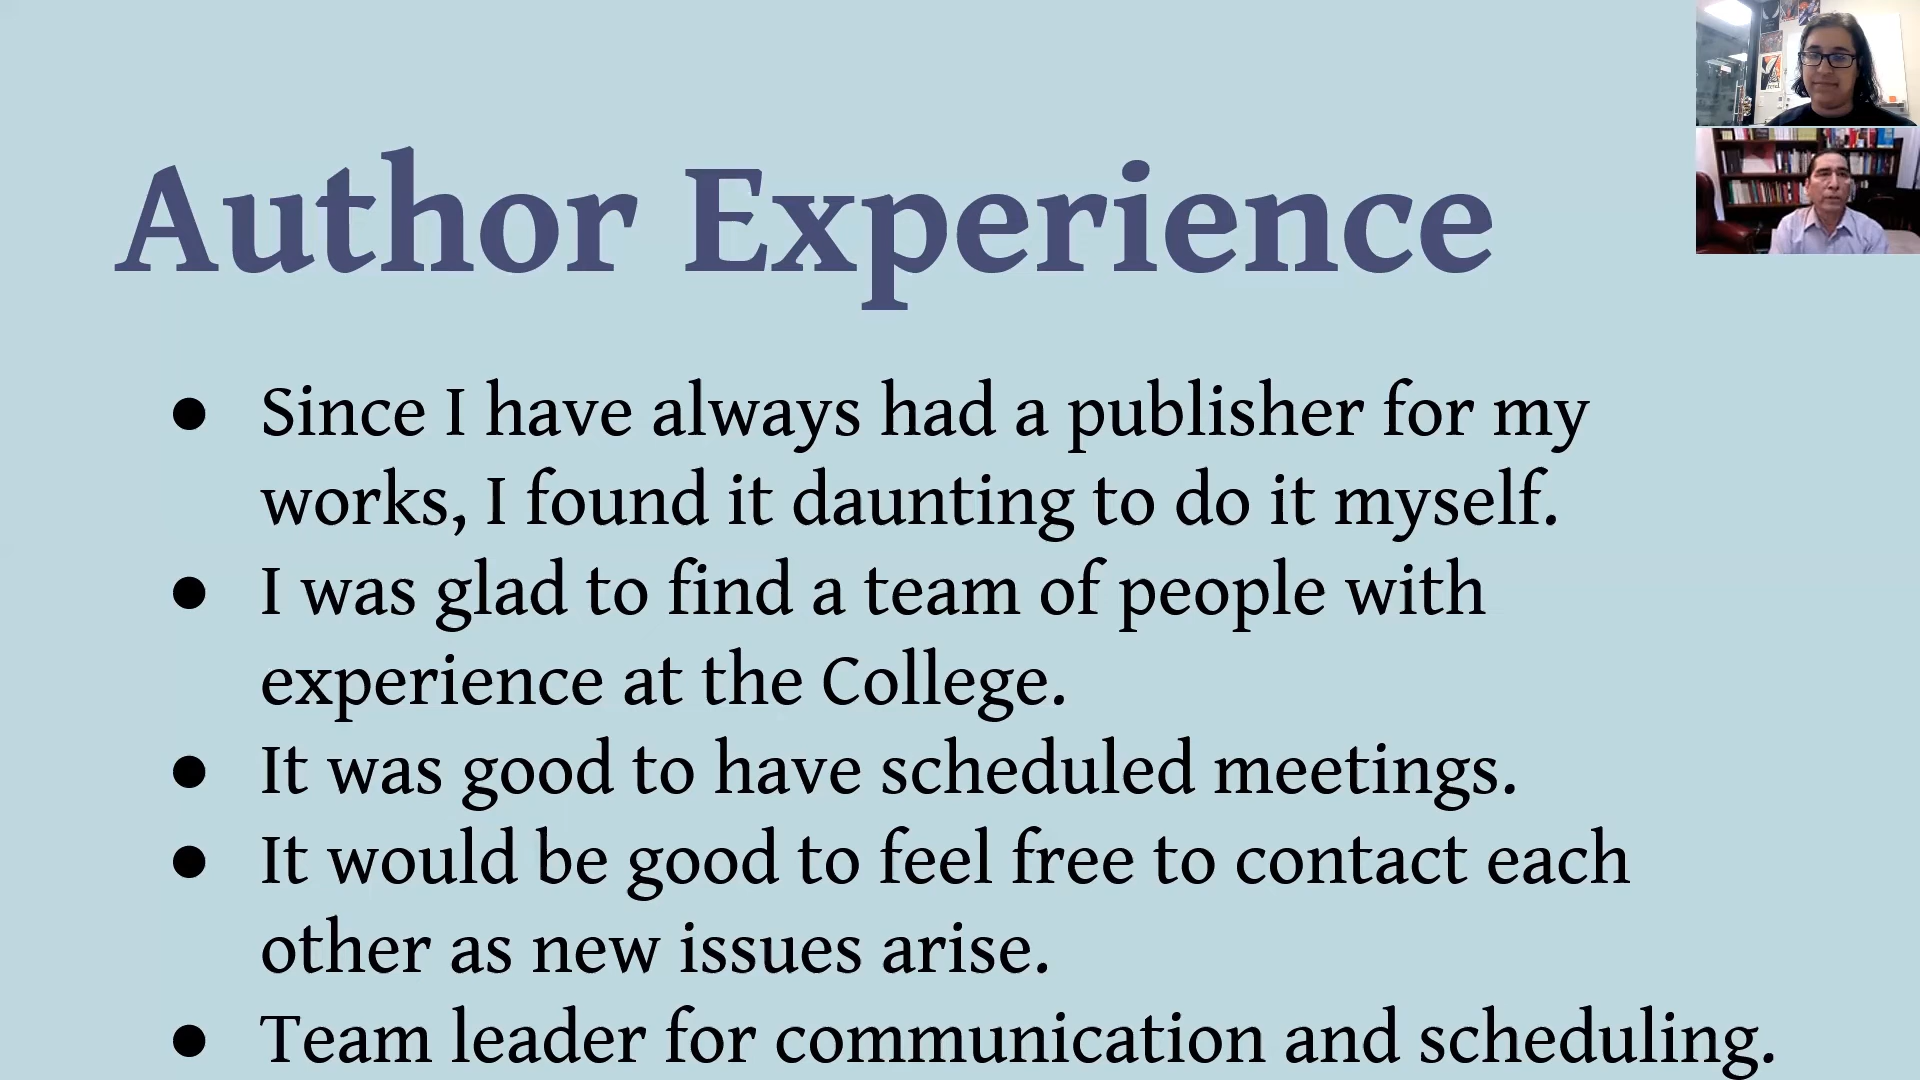 Author Experience
● Since I have always had a publisher for my
works, I found it daunting to do it myself.
● I was glad to find a team of people with
experience at the College.
● It was good to have scheduled meetings.
● It would be good to feel free to contact each
other as new issues arise.
● Team leader for communication and scheduling.